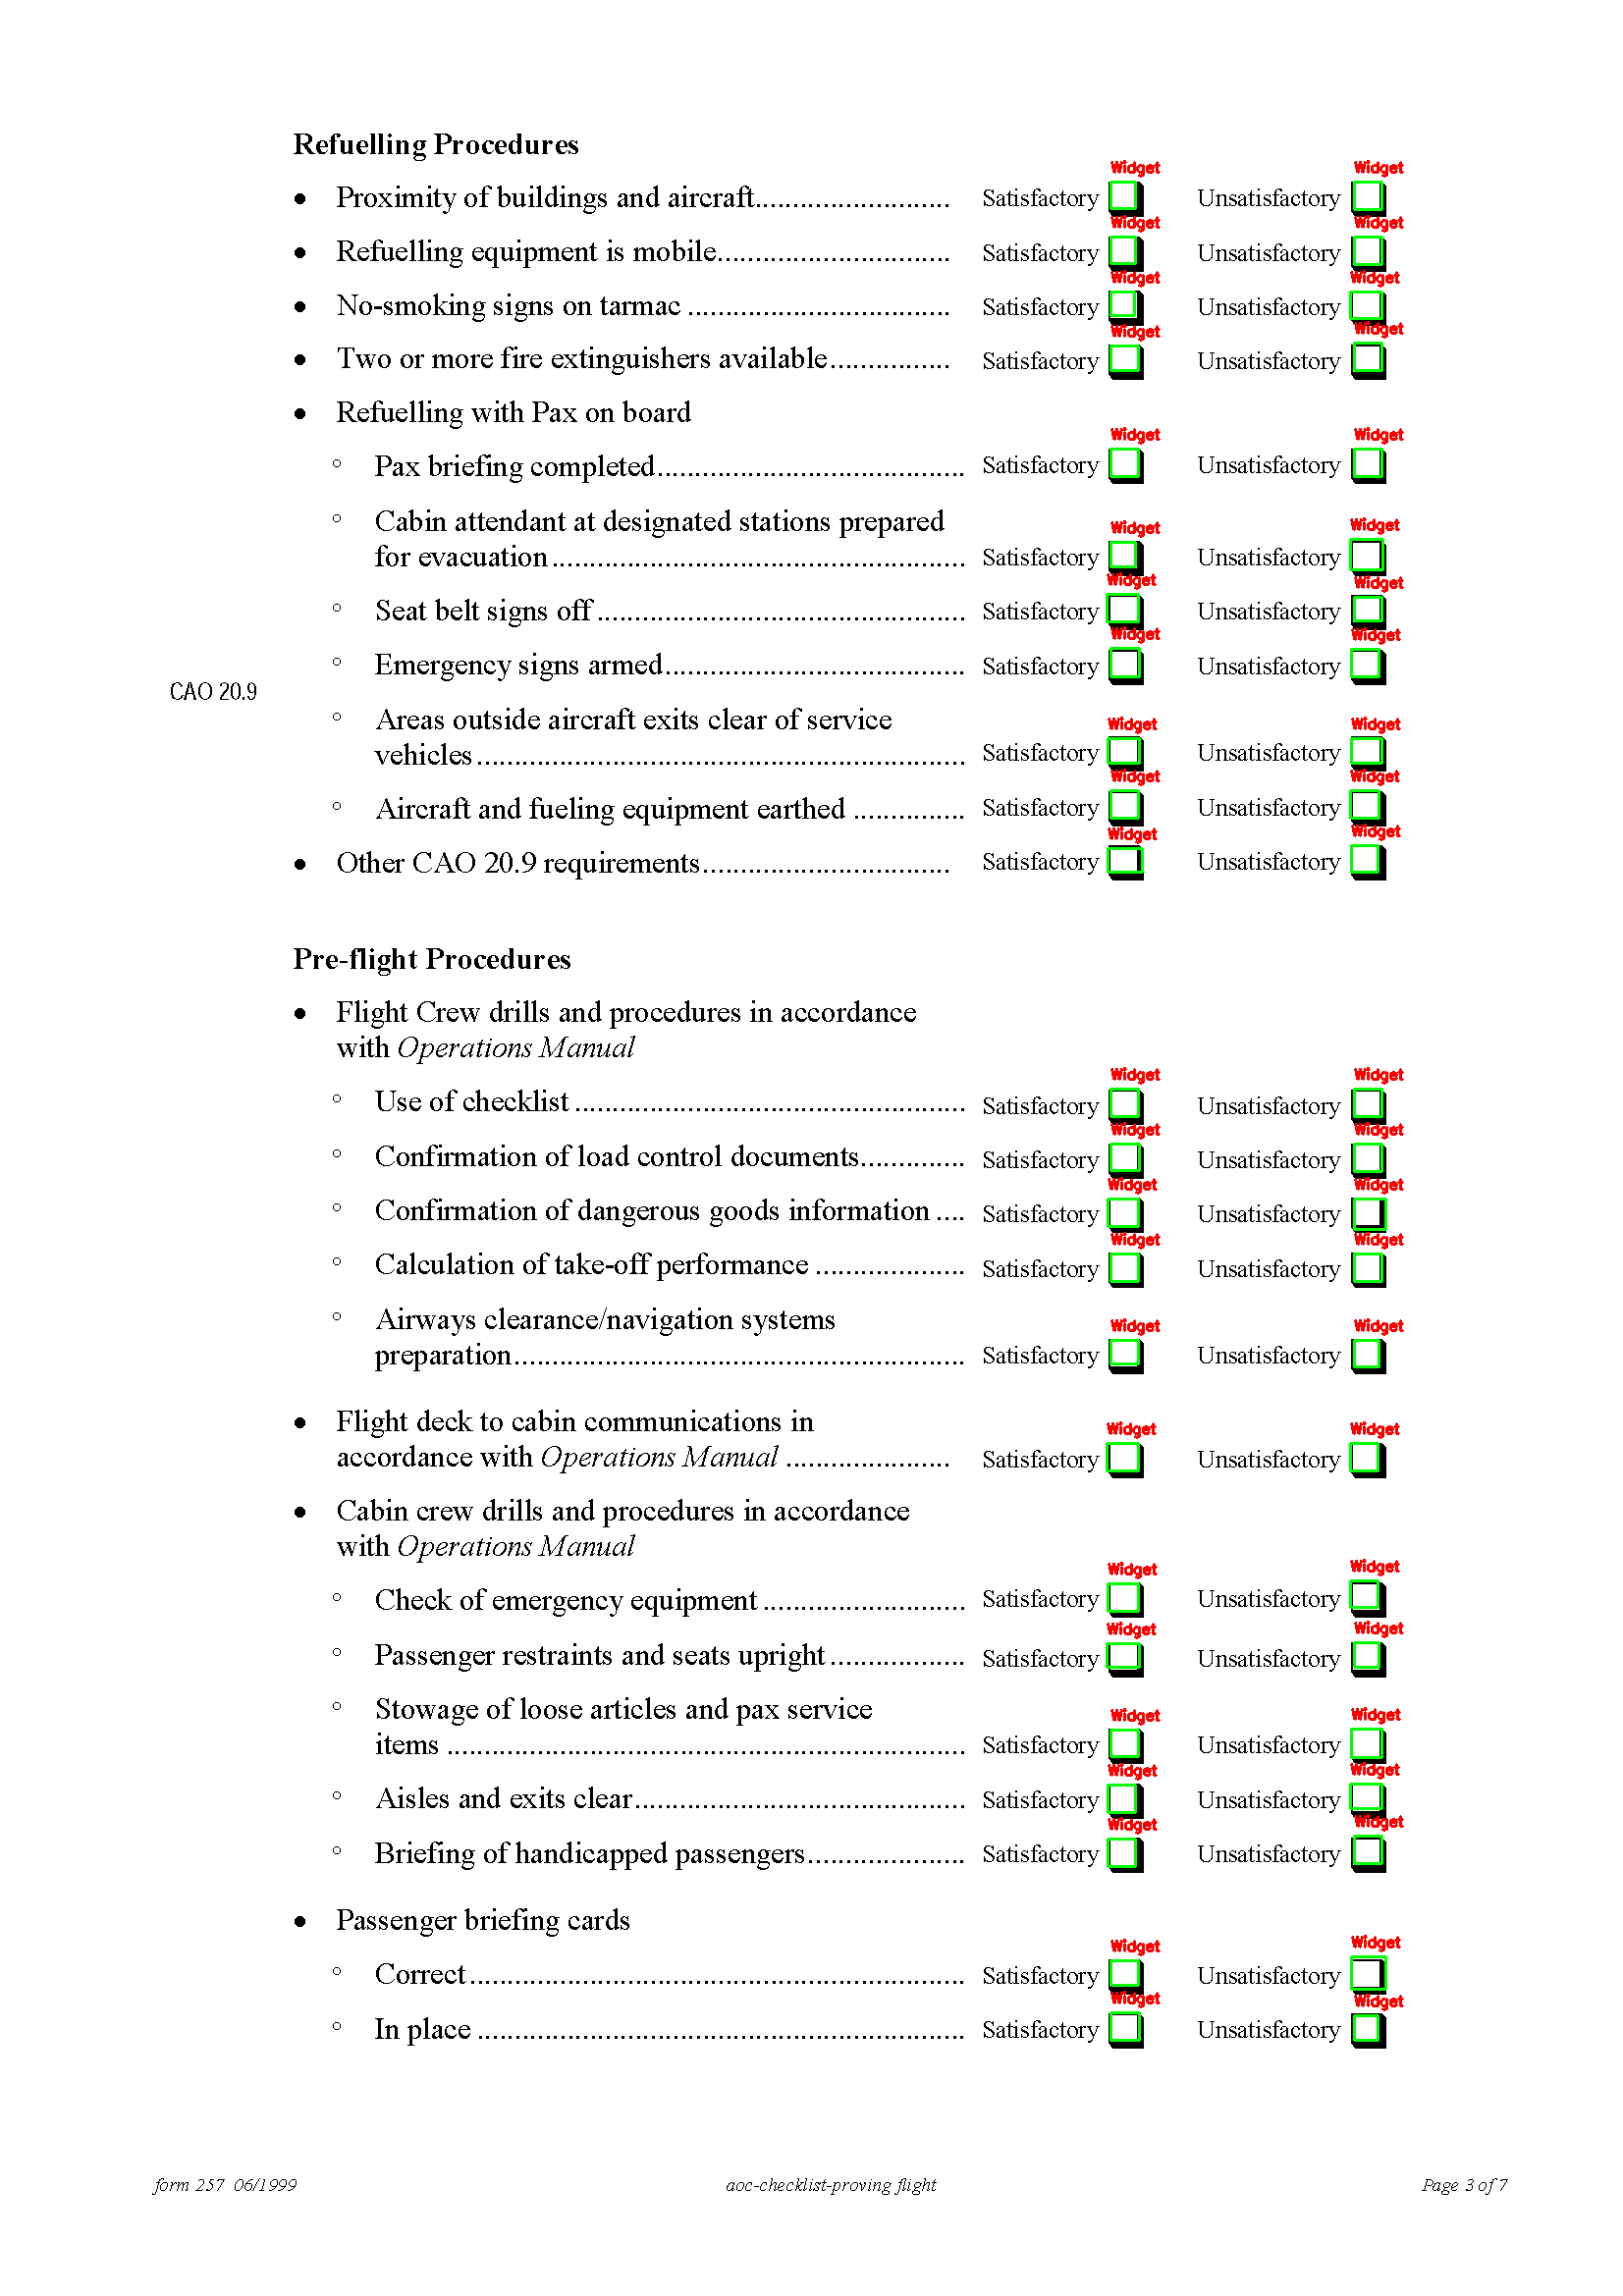 Refuelling Procedures
Widget Widget
• Proximity of buildings and aircraft.......................... Satisfactory Unsatisfactory
Widget Widget
• Refuelling equipment is mobile............................... Satisfactory Unsatisfactory
Widget Widget
• No-smoking signs on tarmac ................................... Satisfactory Unsatisfactory
Widget Widget
• Two or more fire extinguishers available................ Satisfactory Unsatisfactory
• Refuelling with Pax on board
Widget Widget
° Pax briefing completed......................................... Satisfactory Unsatisfactory
° Cabin attendant at designated stations prepared
Widget Widget
for evacuation....................................................... Satisfactory Unsatisfactory
Widget Widget
° Seat belt signs off ................................................. Satisfactory Unsatisfactory
Widget Widget
° Emergency signs armed........................................ Satisfactory Unsatisfactory
CAO 20.9
° Areas outside aircraft exits clear of service
Widget Widget
vehicles ................................................................. Satisfactory Unsatisfactory
Widget Widget
° Aircraft and fueling equipment earthed ............... Satisfactory Unsatisfactory
Widget Widget
• Other CAO 20.9 requirements................................. Satisfactory Unsatisfactory
Pre-flight Procedures
• Flight Crew drills and procedures in accordance
with Operations Manual
Widget Widget
° Use of checklist .................................................... Satisfactory Unsatisfactory
Widget Widget
° Confirmation of load control documents.............. Satisfactory Unsatisfactory
Widget Widget
° Confirmation of dangerous goods information .... Satisfactory Unsatisfactory
Widget Widget
° Calculation of take-off performance .................... Satisfactory Unsatisfactory
° Airways clearance/navigation systems
Widget Widget
preparation............................................................ Satisfactory Unsatisfactory
• Flight deck to cabin communications in
Widget Widget
accordance with Operations Manual ...................... Satisfactory Unsatisfactory
• Cabin crew drills and procedures in accordance
with Operations Manual
Widget Widget
° Check of emergency equipment ........................... Satisfactory Unsatisfactory
Widget Widget
° Passenger restraints and seats upright .................. Satisfactory Unsatisfactory
° Stowage of loose articles and pax service
Widget Widget
items ..................................................................... Satisfactory Unsatisfactory
Widget Widget
° Aisles and exits clear............................................ Satisfactory Unsatisfactory
Widget Widget
° Briefing of handicapped passengers..................... Satisfactory Unsatisfactory
• Passenger briefing cards
Widget Widget
° Correct.................................................................. Satisfactory Unsatisfactory
Widget Widget
° In place ................................................................. Satisfactory Unsatisfactory
form 257 06/1999 aoc-checklist-proving flight Page 3 of 7